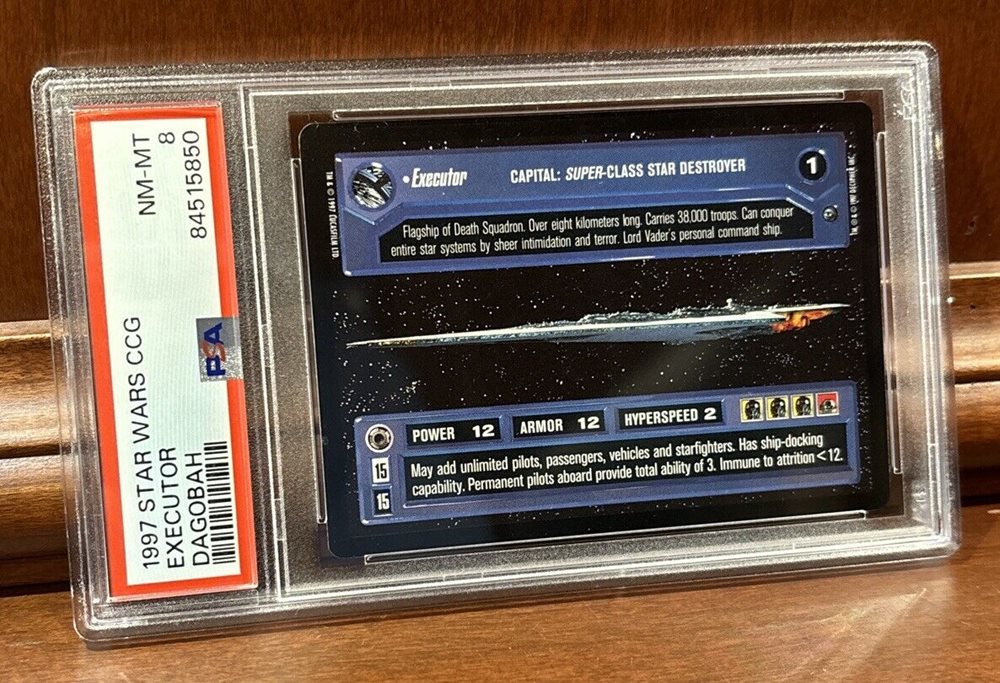 1997 STAR WARS CCG
EXECUTOR
DAGOBAH
NM-MT
8
84515850
PSA
•Executor
CAPITAL: SUPER-CLASS STAR DESTROYER
1
Flagship of Death Squadron. Over eight kilometers long. Carries 38,000 troops. Can conquer
entire star systems by sheer intimidation and terror. Lord Vader's personal command ship.
TM & © 1997 LUCASFILM LTD
POWER 12
ARMOR 12
HYPERSPEED 2
15
15
May add unlimited pilots, passengers, vehicles and starfighters. Has ship-docking
capability. Permanent pilots aboard provide total ability of 3. Immune to attrition < 12.